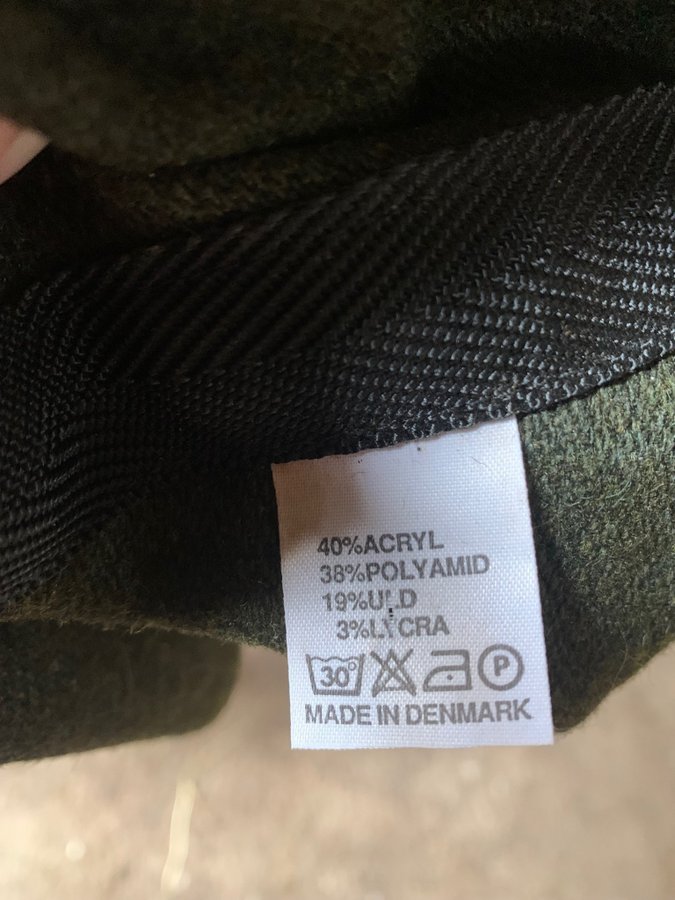 40%ACRYL
38%POLYAMID
19%ULD
3%LYCRA
30° P
MADE IN DENMARK